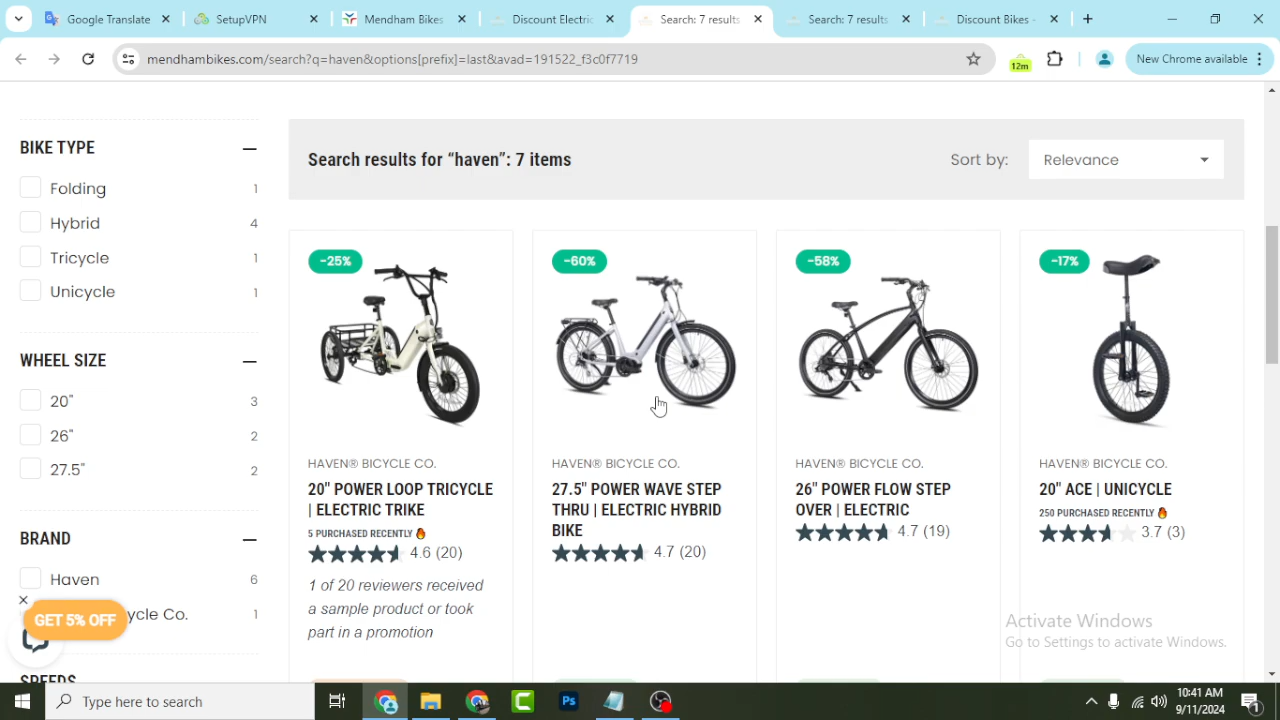 Google Translate
SetupVPN
Mendham Bikes
Discount Electric
Search: 7 results
Search: 7 results
Discount Bikes -
mendhambikes.com/search?q=haven&options[prefix]=last&avad=191522_f3c0f7719
12m
New Chrome available
BIKE TYPE
Folding 1
Hybrid 4
Tricycle 1
Unicycle 1
WHEEL SIZE
20" 3
26" 2
27.5" 2
BRAND
Haven 6
ycle Co. 1
GET 5% OFF
SPEEDS
Search results for “haven”: 7 items
Sort by: Relevance
-25%
HAVEN® BICYCLE CO.
20" POWER LOOP TRICYCLE
| ELECTRIC TRIKE
5 PURCHASED RECENTLY 🔥
4.6 (20)
1 of 20 reviewers received
a sample product or took
part in a promotion
-60%
HAVEN® BICYCLE CO.
27.5" POWER WAVE STEP
THRU | ELECTRIC HYBRID
BIKE
4.7 (20)
-58%
HAVEN® BICYCLE CO.
26" POWER FLOW STEP
OVER | ELECTRIC
4.7 (19)
-17%
HAVEN® BICYCLE CO.
20" ACE | UNICYCLE
250 PURCHASED RECENTLY 🔥
3.7 (3)
Activate Windows
Go to Settings to activate Windows.
Type here to search
Ps
10:41 AM
9/11/2024
1